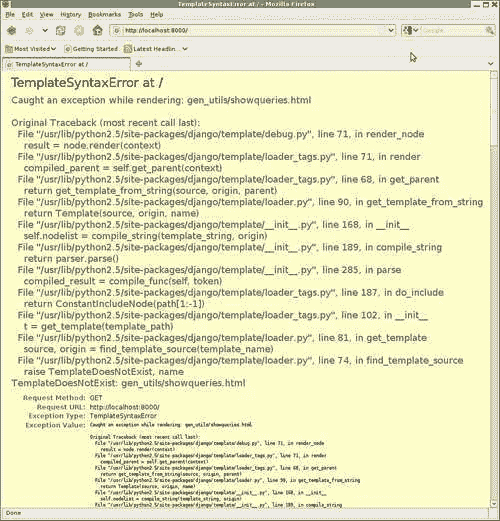 TemplateSyntaxError at / - Mozilla Firefox
File Edit View History Bookmarks Tools Help
http://localhost:8000/
Google
Most Visited Getting Started Latest Headlin...
TemplateSyntaxError at /
TemplateSyntaxError at /
Caught an exception while rendering: gen_utils/showqueries.html
Original Traceback (most recent call last):
File "/usr/lib/python2.5/site-packages/django/template/debug.py", line 71, in render_node
result = node.render(context)
File "/usr/lib/python2.5/site-packages/django/template/loader_tags.py", line 71, in render
compiled_parent = self.get_parent(context)
File "/usr/lib/python2.5/site-packages/django/template/loader_tags.py", line 68, in get_parent
return get_template_from_string(source, origin, parent)
File "/usr/lib/python2.5/site-packages/django/template/loader.py", line 90, in get_template_from_string
return Template(source, origin, name)
File "/usr/lib/python2.5/site-packages/django/template/__init__.py", line 168, in __init__
self.nodelist = compile_string(template_string, origin)
File "/usr/lib/python2.5/site-packages/django/template/__init__.py", line 189, in compile_string
return parser.parse()
File "/usr/lib/python2.5/site-packages/django/template/__init__.py", line 285, in parse
compiled_result = compile_func(self, token)
File "/usr/lib/python2.5/site-packages/django/template/loader_tags.py", line 187, in do_include
return ConstantIncludeNode(path[1:-1])
File "/usr/lib/python2.5/site-packages/django/template/loader_tags.py", line 102, in __init__
t = get_template(template_path)
File "/usr/lib/python2.5/site-packages/django/template/loader.py", line 81, in get_template
source, origin = find_template_source(template_name)
File "/usr/lib/python2.5/site-packages/django/template/loader.py", line 74, in find_template_source
raise TemplateDoesNotExist, name
TemplateDoesNotExist: gen_utils/showqueries.html
Request Method: GET
Request URL: http://localhost:8000/
Exception Type: TemplateSyntaxError
Exception Value: Caught an exception while rendering: gen_utils/showqueries.html
Original Traceback (most recent call last):
File "/usr/lib/python2.5/site-packages/django/template/debug.py", line 71, in render_node
result = node.render(context)
File "/usr/lib/python2.5/site-packages/django/template/loader_tags.py", line 71, in render
compiled_parent = self.get_parent(context)
File "/usr/lib/python2.5/site-packages/django/template/loader_tags.py", line 68, in get_parent
return get_template_from_string(source, origin, parent)
File "/usr/lib/python2.5/site-packages/django/template/loader.py", line 90, in get_template_from_string
return Template(source, origin, name)
File "/usr/lib/python2.5/site-packages/django/template/__init__.py", line 168, in __init__
self.nodelist = compile_string(template_string, origin)
File "/usr/lib/python2.5/site-packages/django/template/__init__.py", line 189, in compile_string
Done